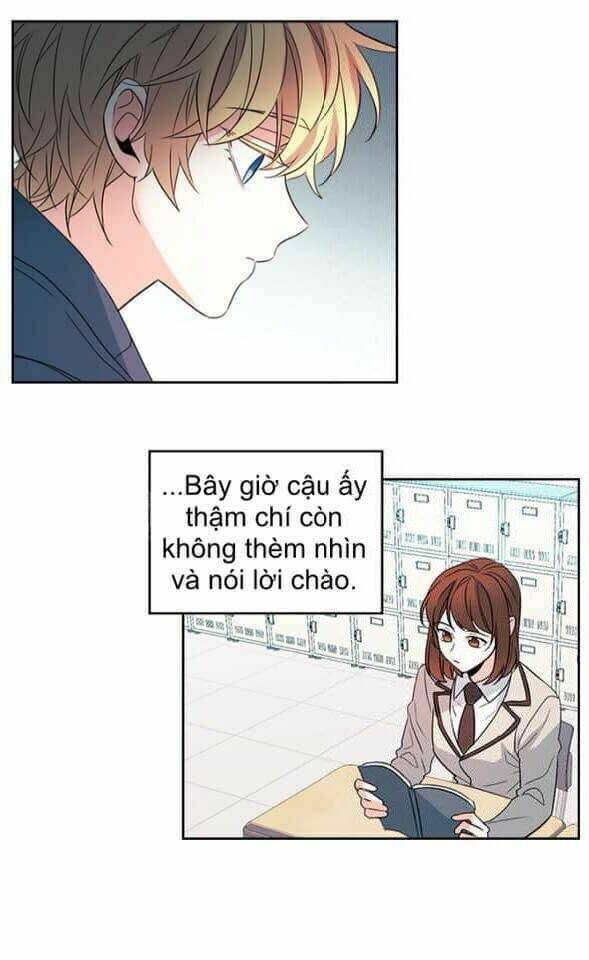 ...Bây giờ cậu ấy
thậm chí còn
không thèm nhìn
và nói lời chào.